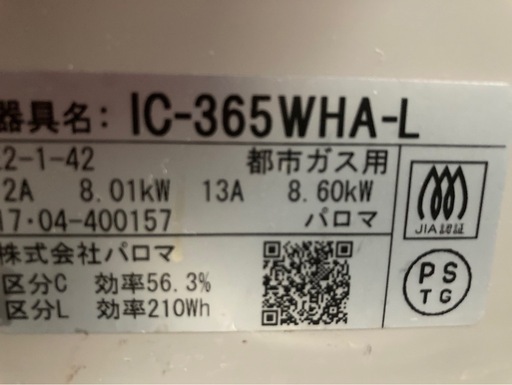 器具名: IC-365WHA-L
2-1-42 都市ガス用
2A 8.01kW 13A 8.60kW
17・04-400157 パロマ
株式会社パロマ
区分C 効率56.3%
区分L 効率210Wh
JIA認証
PS
TG